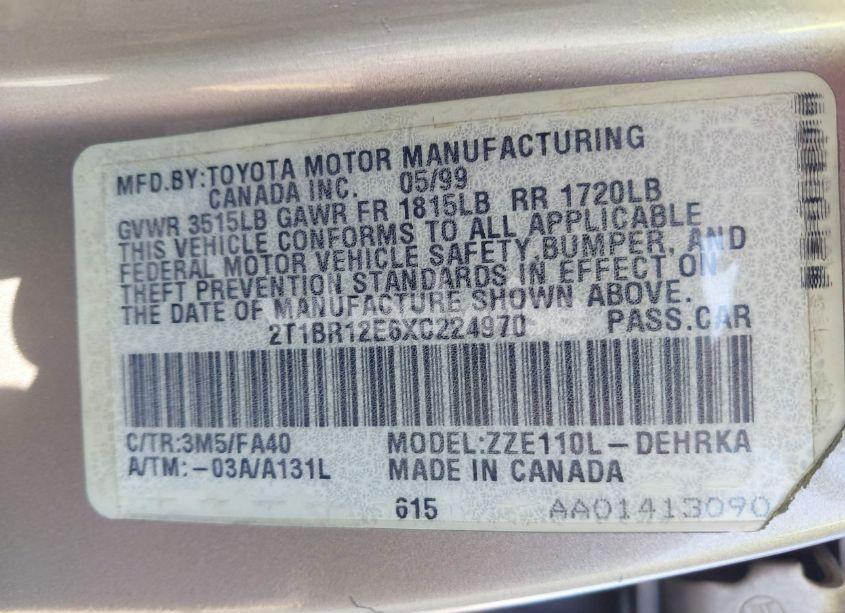 MFD.BY:TOYOTA MOTOR MANUFACTURING
CANADA INC. 05/99
GVWR 3515LB GAWR FR 1815LB RR 1720LB
THIS VEHICLE CONFORMS TO ALL APPLICABLE
FEDERAL MOTOR VEHICLE SAFETY,BUMPER, AND
THEFT PREVENTION STANDARDS IN EFFECT ON
THE DATE OF MANUFACTURE SHOWN ABOVE.
2T1BR12E6XC224970 PASS.CAR
C/TR:3M5/FA40 MODEL:ZZE110L-DEHRKA
A/TM:-03A/A131L MADE IN CANADA
615 AA01413090